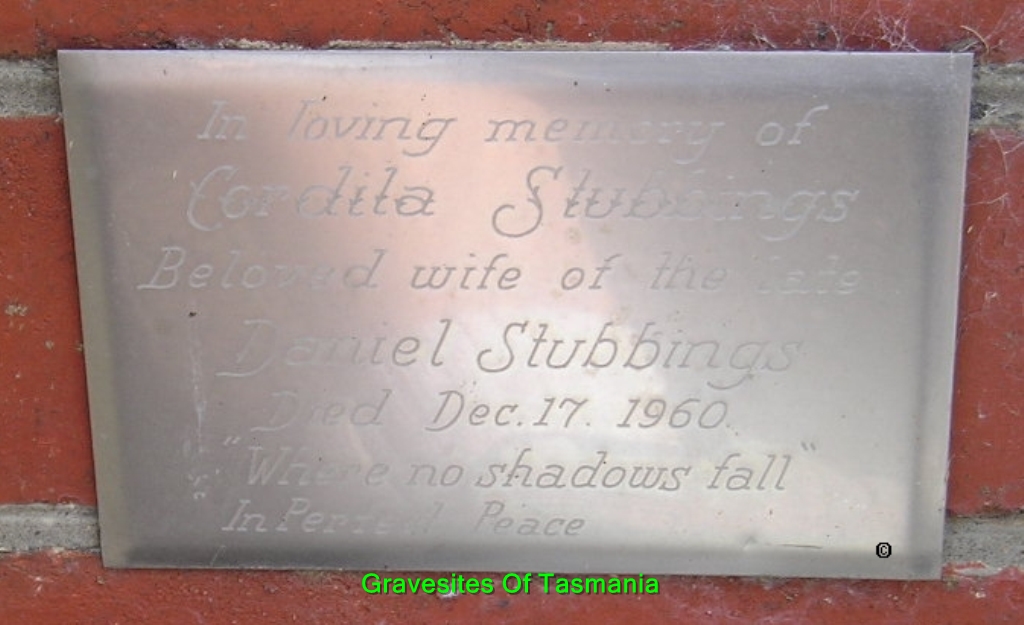 In loving memory of
Cordila Stubbings
Beloved wife of the late
Daniel Stubbings
Died Dec. 17. 1960.
"Where no shadows fall"
In Perfect Peace
©
Gravesites Of Tasmania